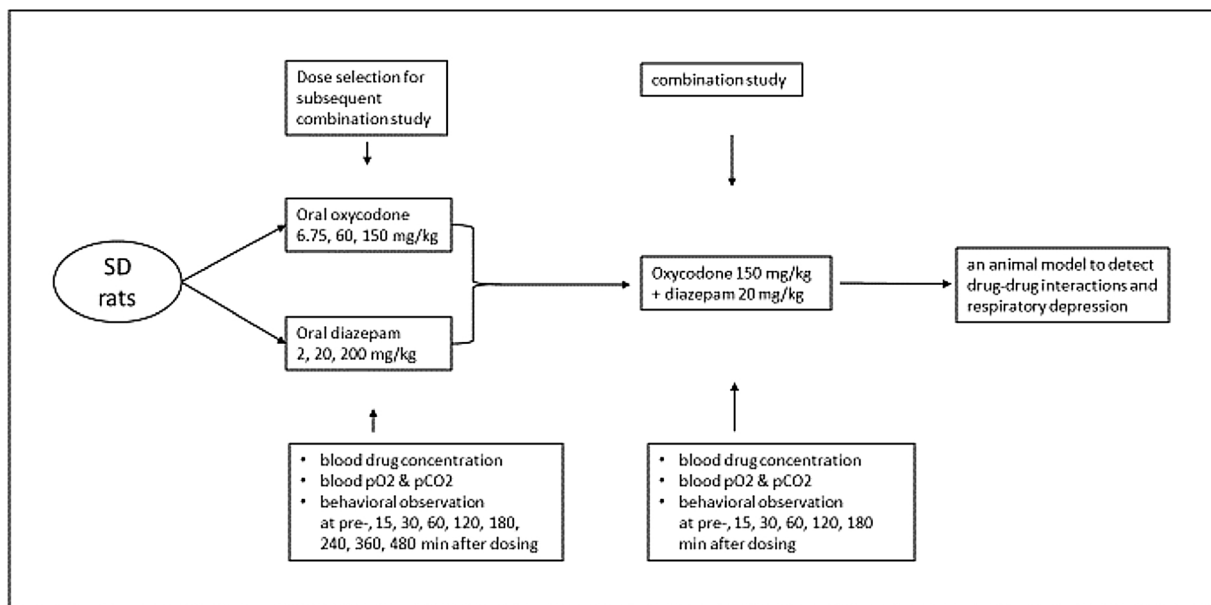 Dose selection for
subsequent
combination study
combination study
SD
rats
Oral oxycodone
6.75, 60, 150 mg/kg
Oral diazepam
2, 20, 200 mg/kg
Oxycodone 150 mg/kg
+ diazepam 20 mg/kg
an animal model to detect
drug-drug interactions and
respiratory depression
• blood drug concentration
• blood pO2 & pCO2
• behavioral observation
at pre-, 15, 30, 60, 120, 180,
240, 360, 480 min after dosing
• blood drug concentration
• blood pO2 & pCO2
• behavioral observation
at pre-, 15, 30, 60, 120, 180
min after dosing